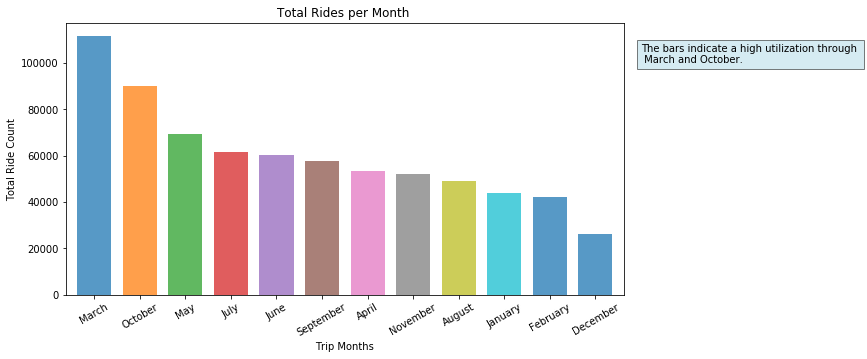 Total Rides per Month
The bars indicate a high utilization through
March and October.
100000
80000
60000
40000
20000
0
Total Ride Count
March
October
May
July
June
September
April
November
August
January
February
December
Trip Months